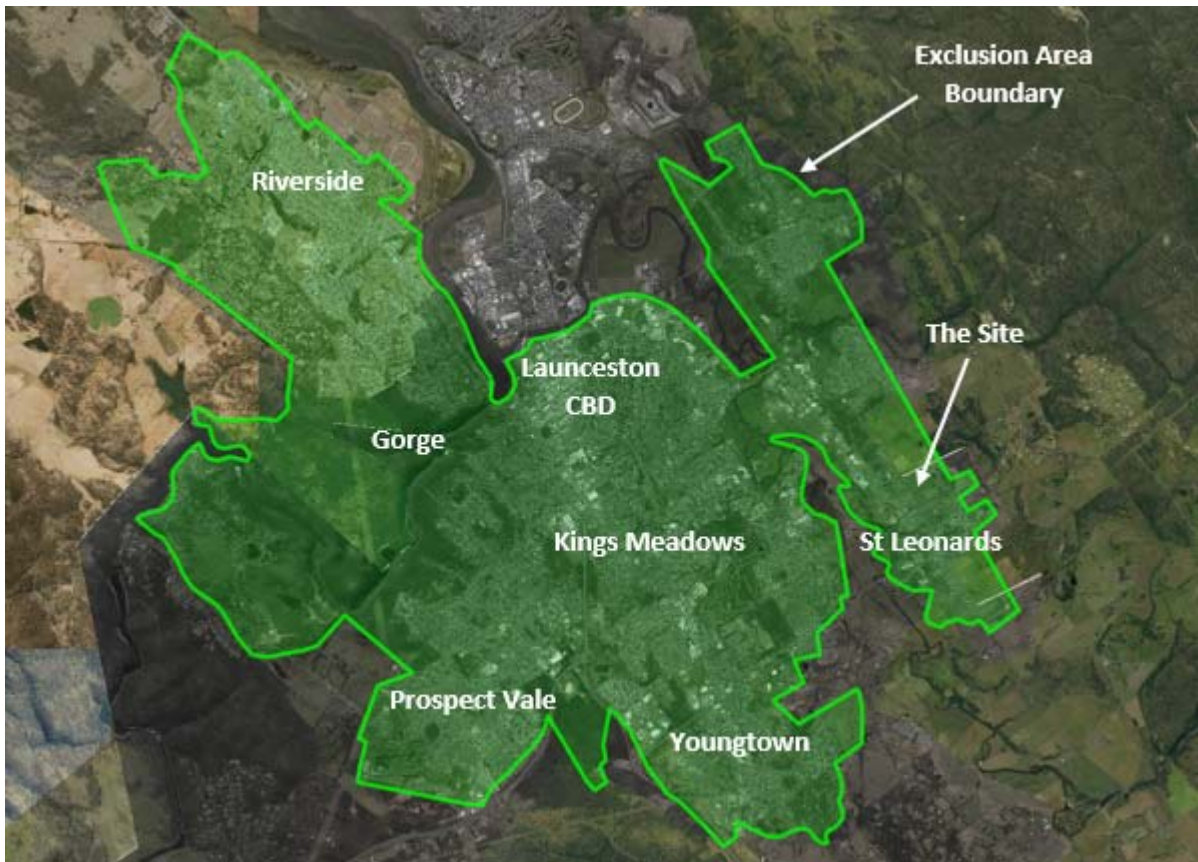 Exclusion Area
Boundary
Riverside
The Site
Launceston
CBD
Gorge
Kings Meadows
St Leonards
Prospect Vale
Youngtown